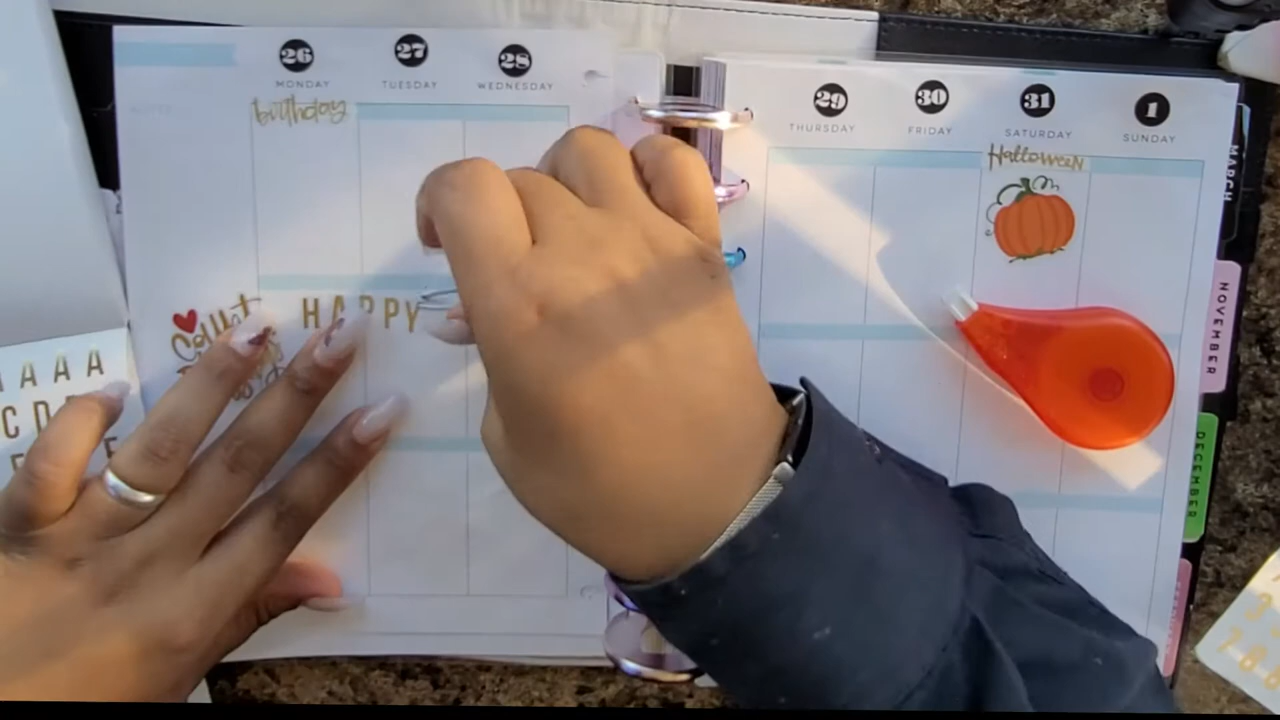 26 27 28
MONDAY TUESDAY WEDNESDAY
birthday
HAPPY
29 30 31 1
THURSDAY FRIDAY SATURDAY SUNDAY
Halloween
MARCH
NOVEMBER
DECEMBER
A A A
C D